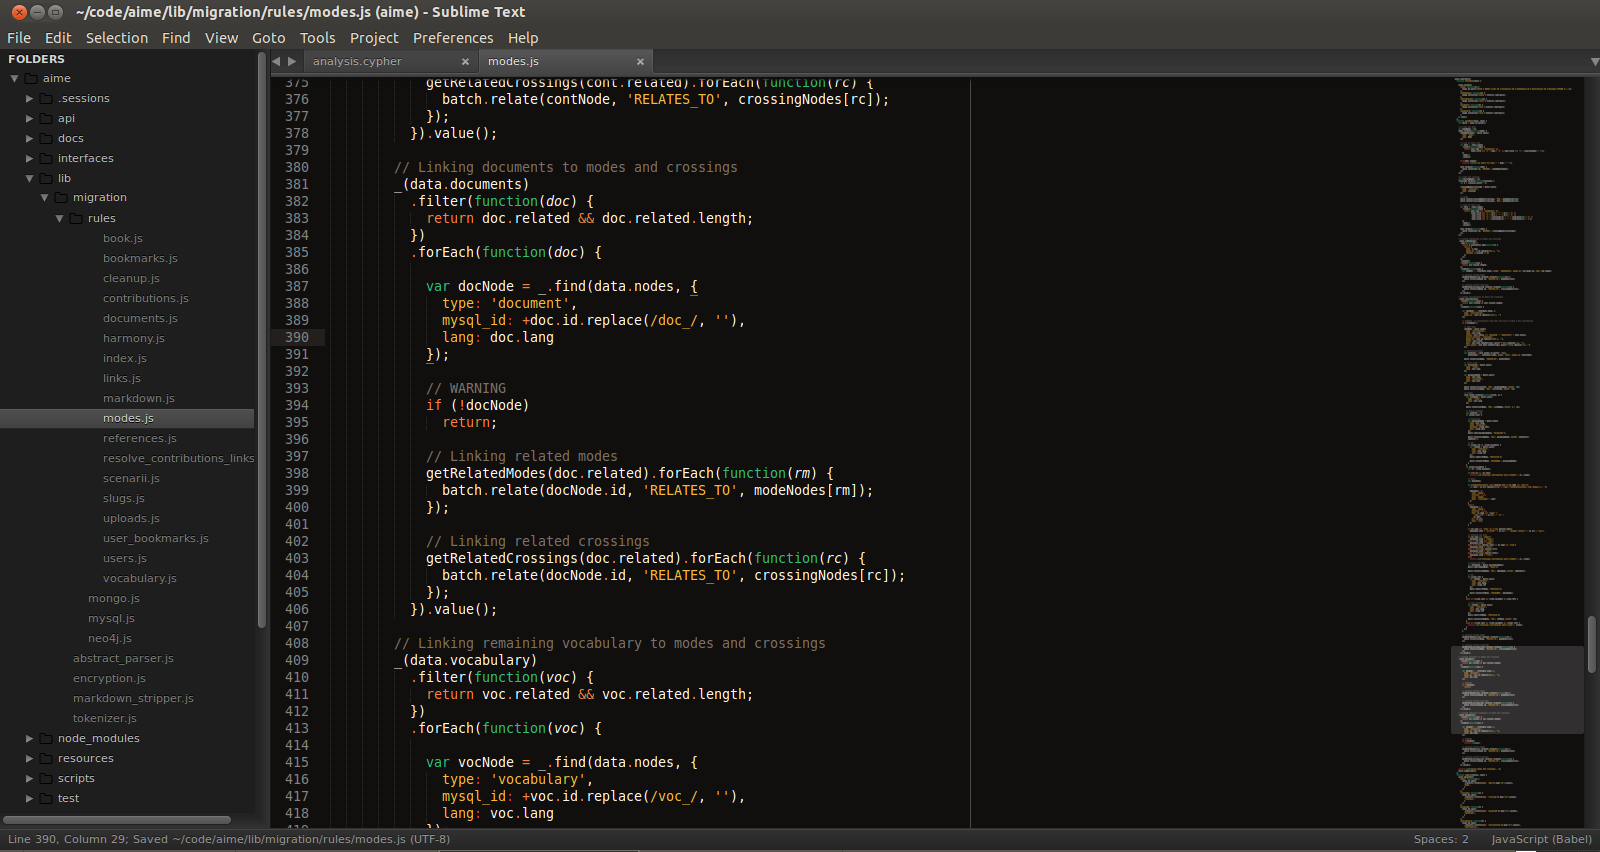 ~/code/aime/lib/migration/rules/modes.js (aime) - Sublime Text
File Edit Selection Find View Goto Tools Project Preferences Help
FOLDERS
aime
.sessions
api
docs
interfaces
lib
migration
rules
book.js
bookmarks.js
cleanup.js
contributions.js
documents.js
harmony.js
index.js
links.js
markdown.js
modes.js
references.js
resolve_contributions_links
scenarii.js
slugs.js
uploads.js
user_bookmarks.js
users.js
vocabulary.js
mongo.js
mysql.js
neo4j.js
abstract_parser.js
encryption.js
markdown_stripper.js
tokenizer.js
node_modules
resources
scripts
test
analysis.cypher × modes.js ×
375 getRelatedCrossings(cont.related).forEach(function(rc) {
376 batch.relate(contNode, 'RELATES_TO', crossingNodes[rc]);
377 });
378 }).value();
379
380 // Linking documents to modes and crossings
381 _(data.documents)
382 .filter(function(doc) {
383 return doc.related && doc.related.length;
384 })
385 .forEach(function(doc) {
386
387 var docNode = _.find(data.nodes, {
388 type: 'document',
389 mysql_id: +doc.id.replace(/doc_/, ''),
390 lang: doc.lang
391 });
392
393 // WARNING
394 if (!docNode)
395 return;
396
397 // Linking related modes
398 getRelatedModes(doc.related).forEach(function(rm) {
399 batch.relate(docNode.id, 'RELATES_TO', modeNodes[rm]);
400 });
401
402 // Linking related crossings
403 getRelatedCrossings(doc.related).forEach(function(rc) {
404 batch.relate(docNode.id, 'RELATES_TO', crossingNodes[rc]);
405 });
406 }).value();
407
408 // Linking remaining vocabulary to modes and crossings
409 _(data.vocabulary)
410 .filter(function(voc) {
411 return voc.related && voc.related.length;
412 })
413 .forEach(function(voc) {
414
415 var vocNode = _.find(data.nodes, {
416 type: 'vocabulary',
417 mysql_id: +voc.id.replace(/voc_/, ''),
418 lang: voc.lang
419 })
Line 390, Column 29; Saved ~/code/aime/lib/migration/rules/modes.js (UTF-8) Spaces: 2 JavaScript (Babel)